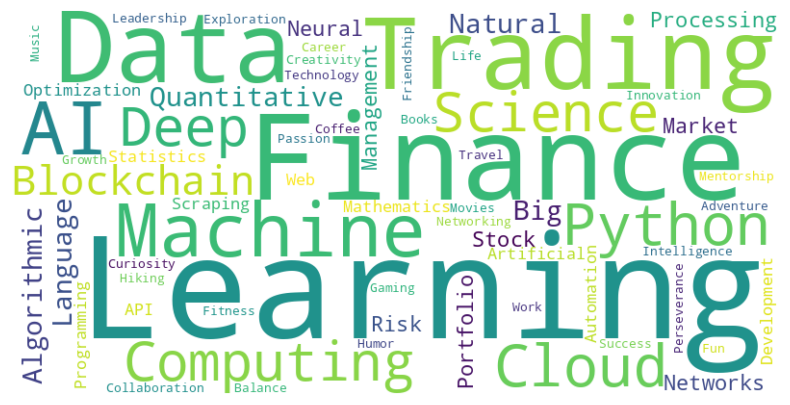 Leadership Exploration
Music
Data
Neural
Career
Creativity
Technology
Trading
Natural
Processing
Friendship
Life
Optimization
Quantitative
Management
Innovation
AI
Deep
Passion
Coffee
Books
Science
Market
Growth
Statistics
Finance
Travel
Mentorship
Blockchain
Web
Scraping
Mathematics
Movies
Networking
Big
Python
Adventure
Algorithmic
Language
Machine
Stock
Artificial
Intelligence
Curiosity
Hiking
Learning
Gaming
Automation
Perseverance
Development
Programming
API
Fitness
Risk
Portfolio
Work
Humor
Success
Fun
Computing
Cloud
Networks
Collaboration
Balance